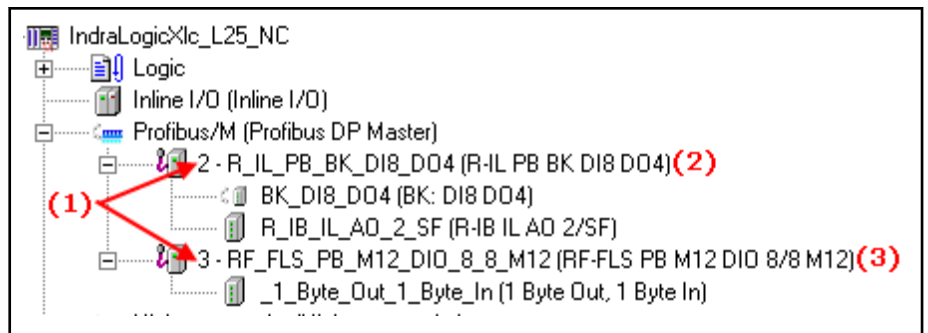 IndraLogicXlc_L25_NC
Logic
Inline I/O (Inline I/O)
Profibus/M (Profibus DP Master)
2 - R_IL_PB_BK_DI8_DO4 (R-IL PB BK DI8 DO4)(2)
(1) BK_DI8_DO4 (BK: DI8 DO4)
R_IB_IL_AO_2_SF (R-IB IL AO 2/SF)
3 - RF_FLS_PB_M12_DIO_8_8_M12 (RF-FLS PB M12 DIO 8/8 M12)(3)
_1_Byte_Out_1_Byte_In (1 Byte Out, 1 Byte In)